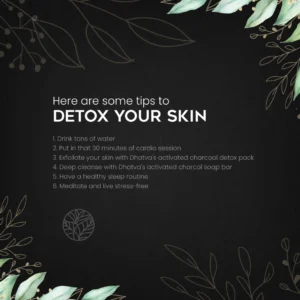 Here are some tips to
DETOX YOUR SKIN
1. Drink tons of water
2. Put in that 30 minutes of cardio session
3. Exfoliate your skin with Dhatva's activated charcoal detox pack
4. Deep cleanse with Dhatva's activated charcoal soap bar
5. Have a healthy sleep routine
6. Meditate and live stress-free